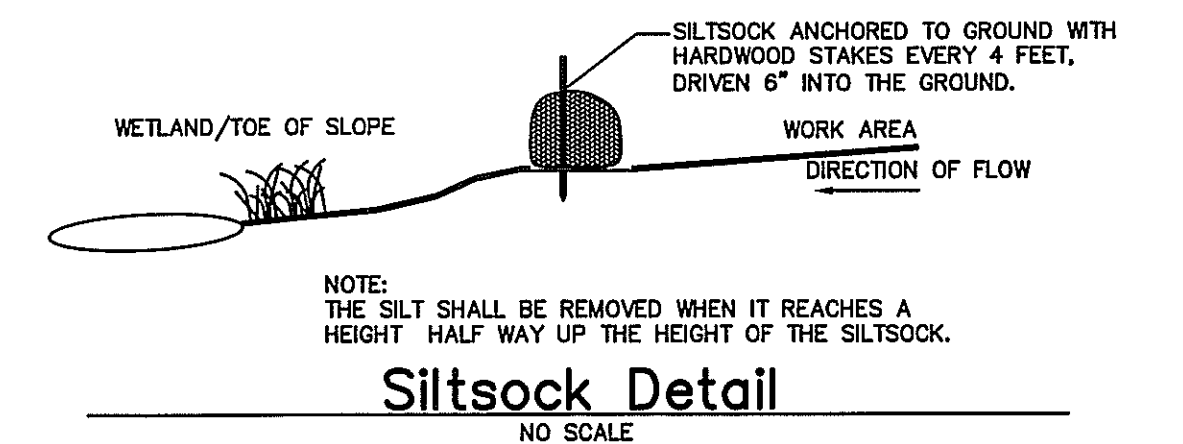 SILTSOCK ANCHORED TO GROUND WITH
HARDWOOD STAKES EVERY 4 FEET,
DRIVEN 6" INTO THE GROUND.
WETLAND/TOE OF SLOPE
WORK AREA
DIRECTION OF FLOW
NOTE:
THE SILT SHALL BE REMOVED WHEN IT REACHES A
HEIGHT HALF WAY UP THE HEIGHT OF THE SILTSOCK.
Siltsock Detail
NO SCALE